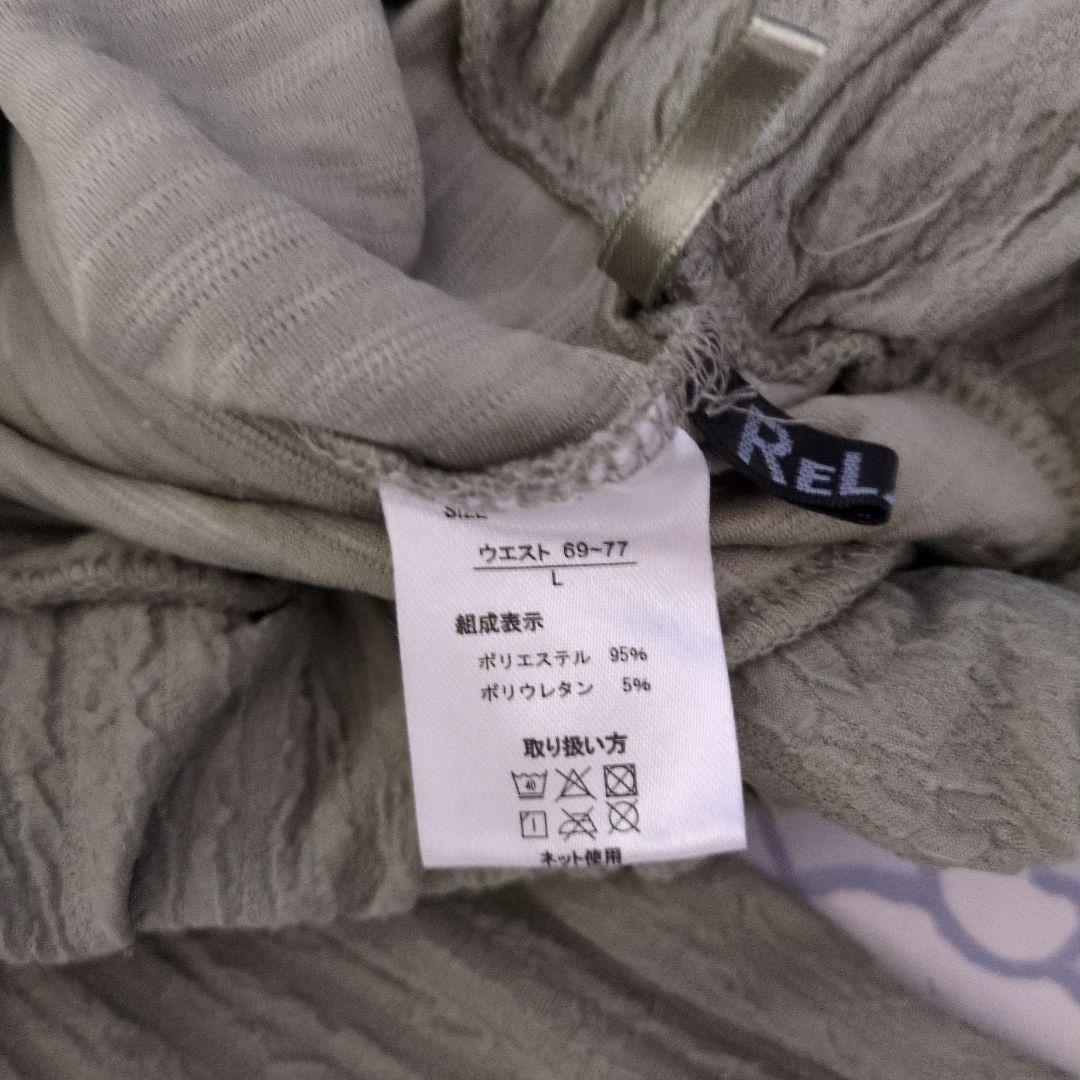 SIZE
ウエスト 69~77
L
組成表示
ポリエステル 95%
ポリウレタン 5%
取り扱い方
40
ネット使用
REL